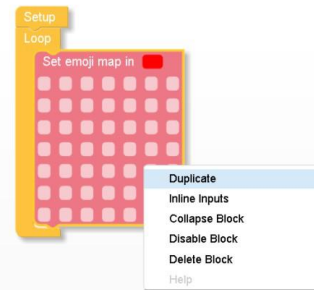 Setup
Loop
Set emoji map in
Duplicate
Inline Inputs
Collapse Block
Disable Block
Delete Block
Help